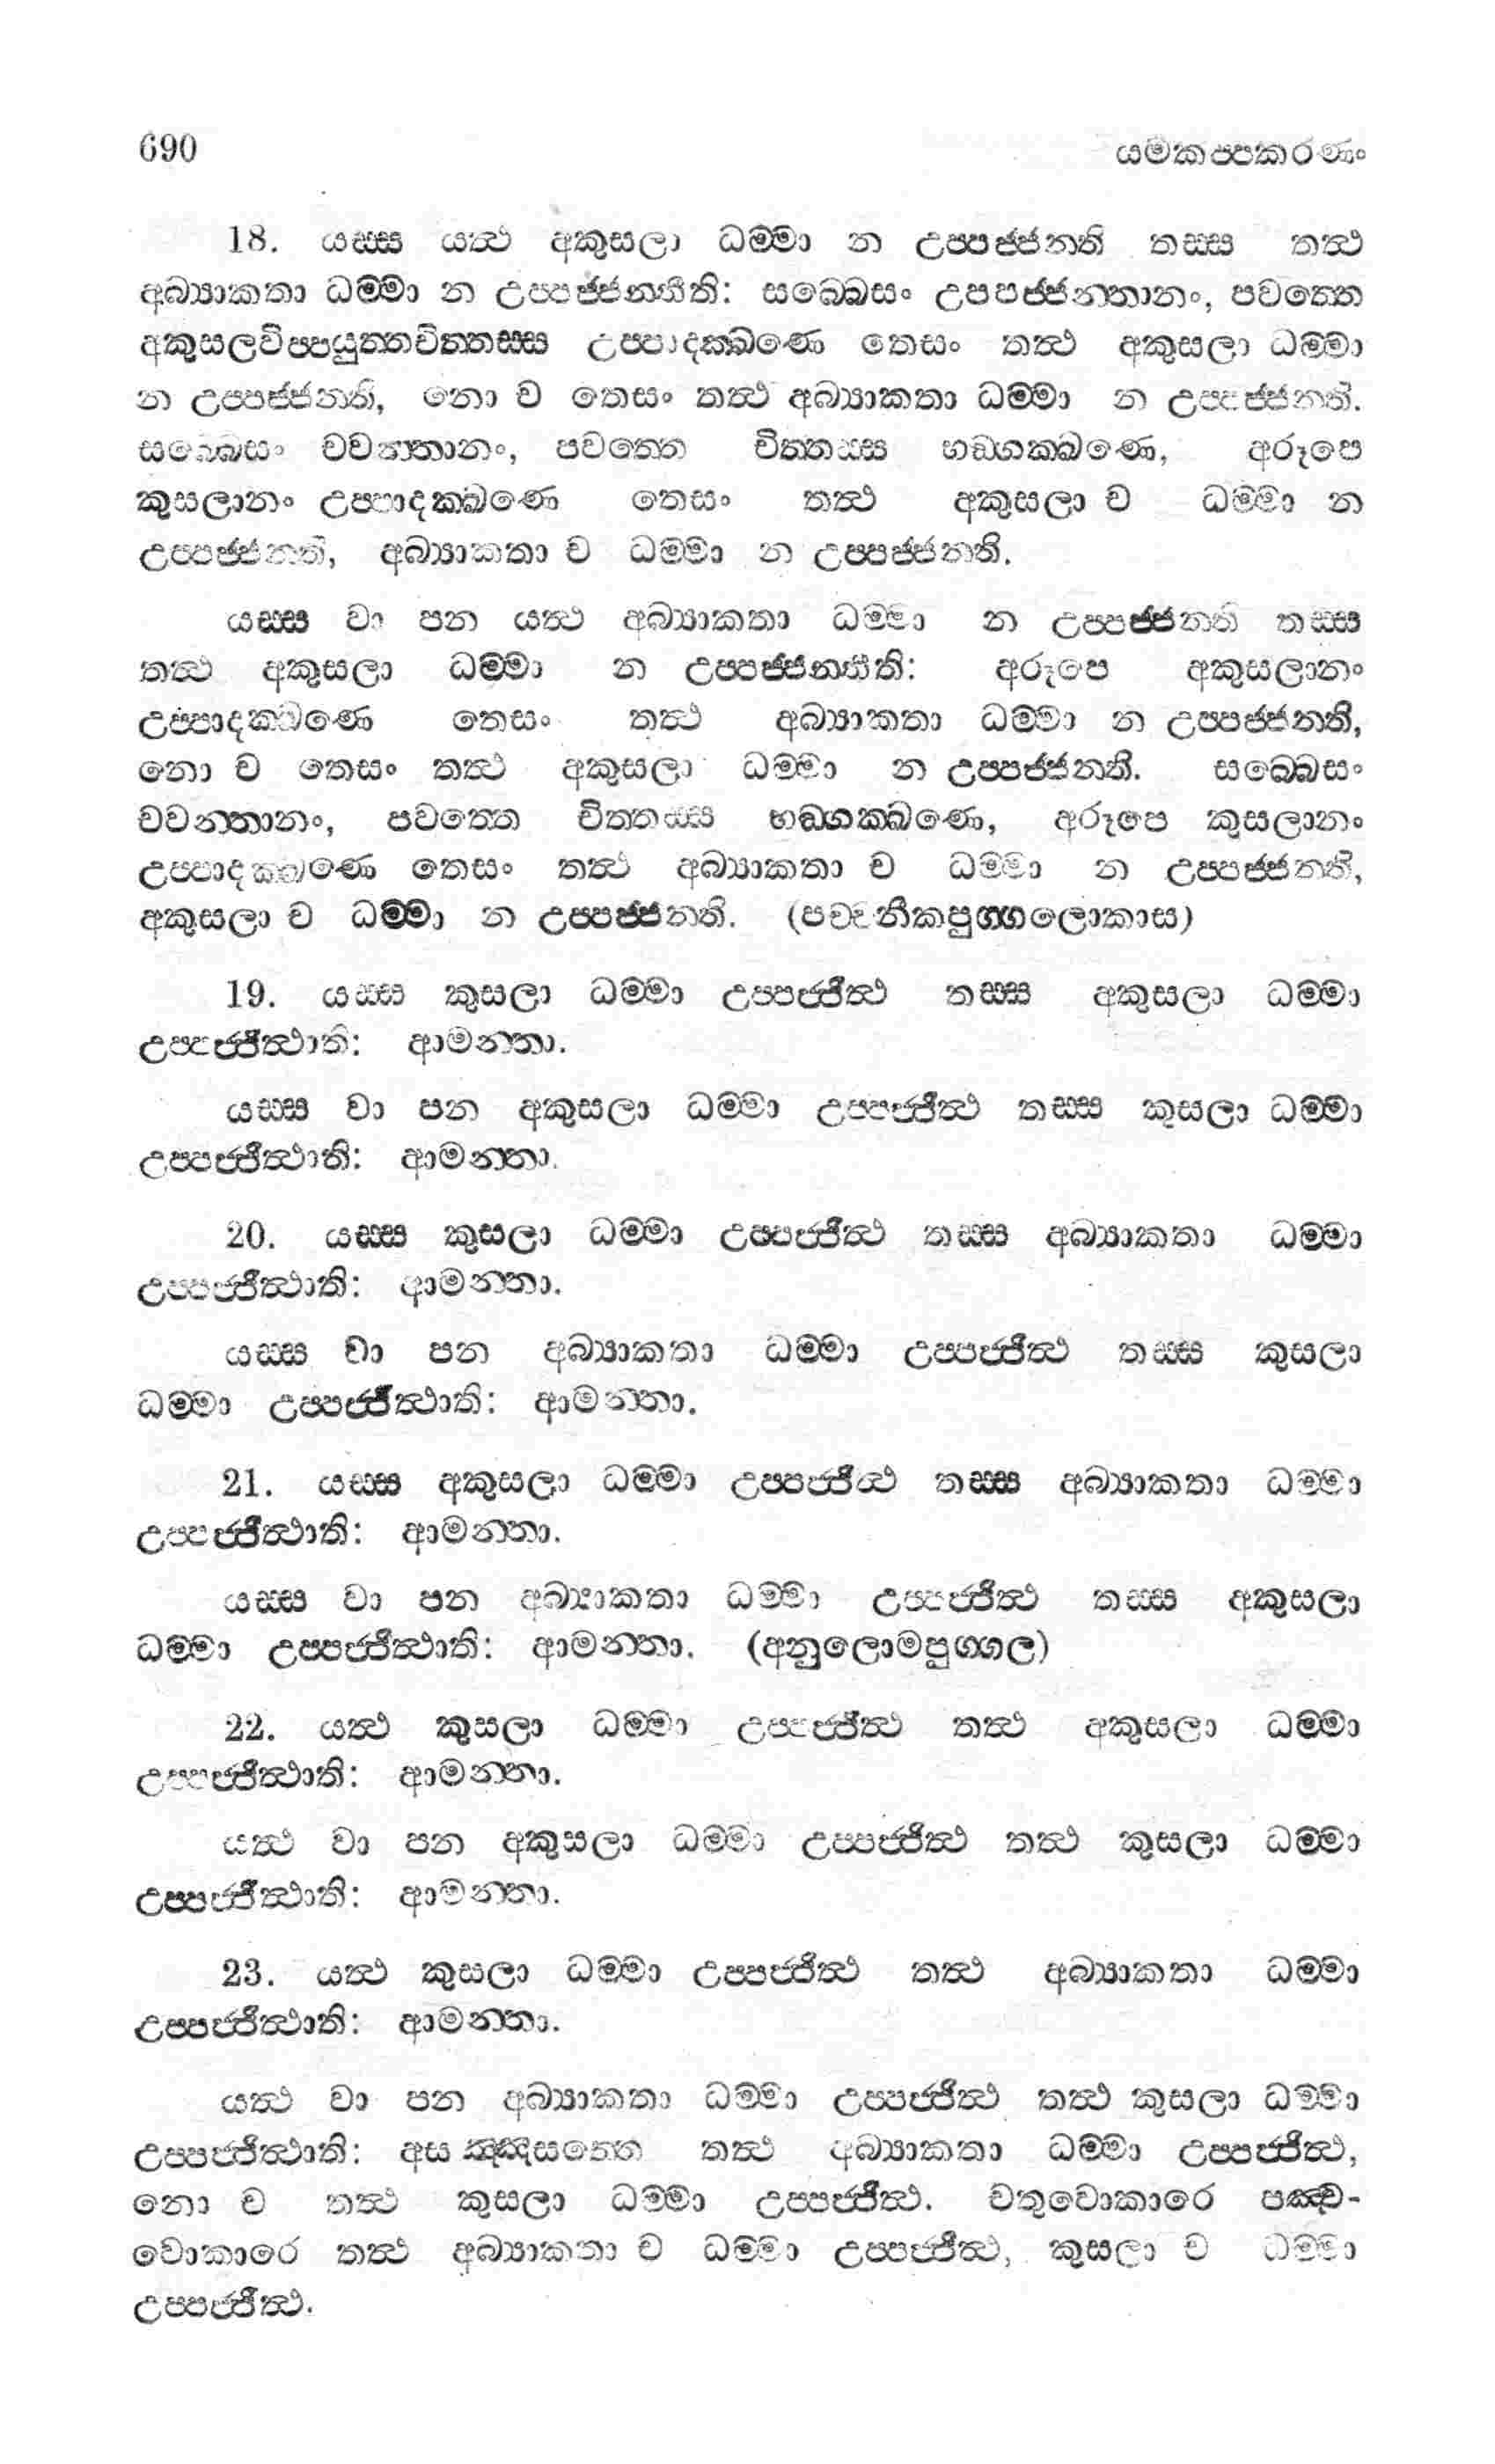 690 යමකප්පකරණං
18. යස්ස යත්ථ අකුසලා ධම්මා න උප්පජ්ජන්ති තස්ස තත්ථ
අබ්‍යාකතා ධම්මා න උප්පජ්ජන්තීති: සබ්බෙසං උපපජ්ජන්තානං, පවත්තෙ
අකුසලවිප්පයුත්තචිත්තස්ස උප්පාදක්ඛණෙ තෙසං තත්ථ අකුසලා ධම්මා
න උප්පජ්ජන්ති, නො ච තෙසං තත්ථ අබ්‍යාකතා ධම්මා න උප්පජ්ජන්ති.
සබ්බෙසං චවන්තානං, පවත්තෙ චිත්තස්ස භඞ්ගක්ඛණෙ, අරූපෙ
කුසලානං උප්පාදක්ඛණෙ තෙසං තත්ථ අකුසලා ච ධම්මා න
උප්පජ්ජන්ති, අබ්‍යාකතා ච ධම්මා න උප්පජ්ජන්ති.
යස්ස වා පන යත්ථ අබ්‍යාකතා ධම්මා න උප්පජ්ජන්ති තස්ස
තත්ථ අකුසලා ධම්මා න උප්පජ්ජන්තීති: අරූපෙ අකුසලානං
උප්පාදක්ඛණෙ තෙසං තත්ථ අබ්‍යාකතා ධම්මා න උප්පජ්ජන්ති,
නො ච තෙසං තත්ථ අකුසලා ධම්මා න උප්පජ්ජන්ති. සබ්බෙසං
චවන්තානං, පවත්තෙ චිත්තස්ස භඞ්ගක්ඛණෙ, අරූපෙ කුසලානං
උප්පාදක්ඛණෙ තෙසං තත්ථ අබ්‍යාකතා ච ධම්මා න උප්පජ්ජන්ති,
අකුසලා ච ධම්මා න උප්පජ්ජන්ති. (පච්චනීකපුග්ගලොකාස)
19. යස්ස කුසලා ධම්මා උප්පජ්ජිත්ථ තස්ස අකුසලා ධම්මා
උප්පජ්ජිත්ථාති: ආමන්තා.
යස්ස වා පන අකුසලා ධම්මා උප්පජ්ජිත්ථ තස්ස කුසලා ධම්මා
උප්පජ්ජිත්ථාති: ආමන්තා.
20. යස්ස කුසලා ධම්මා උප්පජ්ජිත්ථ තස්ස අබ්‍යාකතා ධම්මා
උප්පජ්ජිත්ථාති: ආමන්තා.
යස්ස වා පන අබ්‍යාකතා ධම්මා උප්පජ්ජිත්ථ තස්ස කුසලා
ධම්මා උප්පජ්ජිත්ථාති: ආමන්තා.
21. යස්ස අකුසලා ධම්මා උප්පජ්ජිත්ථ තස්ස අබ්‍යාකතා ධම්මා
උප්පජ්ජිත්ථාති: ආමන්තා.
යස්ස වා පන අබ්‍යාකතා ධම්මා උප්පජ්ජිත්ථ තස්ස අකුසලා
ධම්මා උප්පජ්ජිත්ථාති: ආමන්තා. (අනුලොමපුග්ගල)
22. යත්ථ කුසලා ධම්මා උප්පජ්ජිත්ථ තත්ථ අකුසලා ධම්මා
උප්පජ්ජිත්ථාති: ආමන්තා.
යත්ථ වා පන අකුසලා ධම්මා උප්පජ්ජිත්ථ තත්ථ කුසලා ධම්මා
උප්පජ්ජිත්ථාති: ආමන්තා.
23. යත්ථ කුසලා ධම්මා උප්පජ්ජිත්ථ තත්ථ අබ්‍යාකතා ධම්මා
උප්පජ්ජිත්ථාති: ආමන්තා.
යත්ථ වා පන අබ්‍යාකතා ධම්මා උප්පජ්ජිත්ථ තත්ථ කුසලා ධම්මා
උප්පජ්ජිත්ථාති: අසඤ්ඤසත්තෙ තත්ථ අබ්‍යාකතා ධම්මා උප්පජ්ජිත්ථ,
නො ච තත්ථ කුසලා ධම්මා උප්පජ්ජිත්ථ. චතුවොකාරෙ පඤ්ච-
වොකාරෙ තත්ථ අබ්‍යාකතා ච ධම්මා උප්පජ්ජිත්ථ, කුසලා ච ධම්මා
උප්පජ්ජිත්ථ.